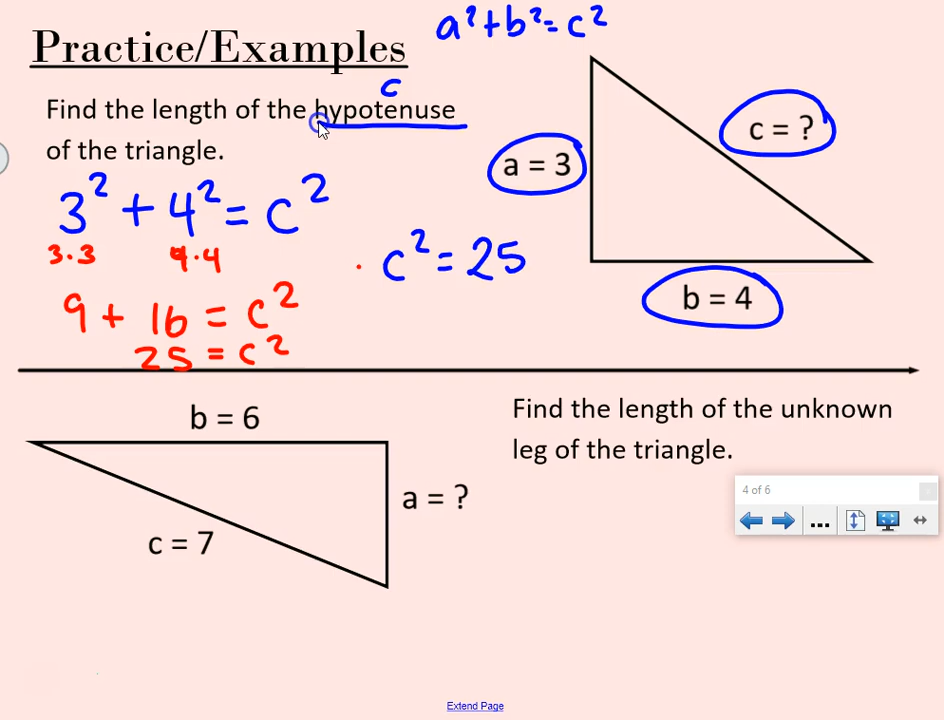 Practice/Examples
a²+b²=c²
c
Find the length of the hypotenuse
of the triangle.
c = ?
a = 3
b = 4
3² + 4² = c²
3·3 4·4
c² = 25
9 + 16 = c²
25 = c²
b = 6
a = ?
c = 7
Find the length of the unknown
leg of the triangle.
4 of 6
...
Extend Page